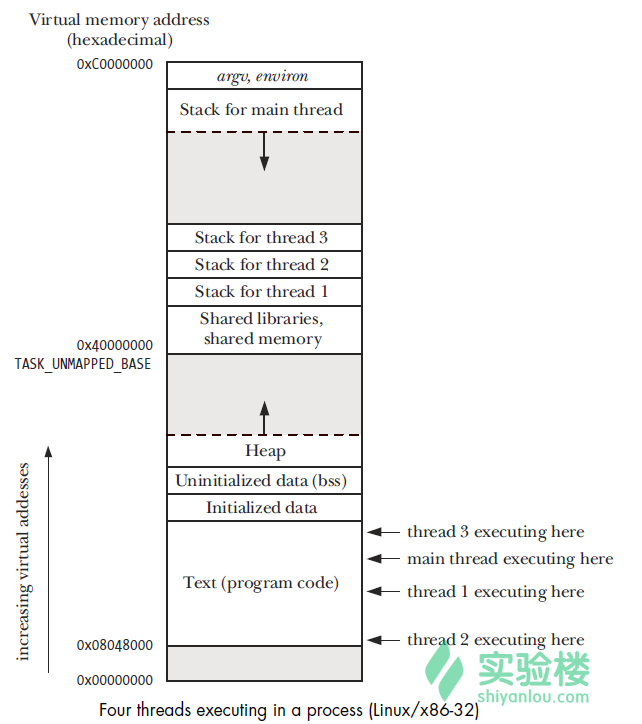 Virtual memory address
(hexadecimal)
0xC0000000
argv, environ
Stack for main thread
Stack for thread 3
Stack for thread 2
Stack for thread 1
Shared libraries,
shared memory
0x40000000
TASK_UNMAPPED_BASE
Heap
Uninitialized data (bss)
Initialized data
increasing virtual addesses
thread 3 executing here
main thread executing here
Text (program code)
thread 1 executing here
thread 2 executing here
0x08048000
0x00000000
实验楼
shiyanlou.com
Four threads executing in a process (Linux/x86-32)